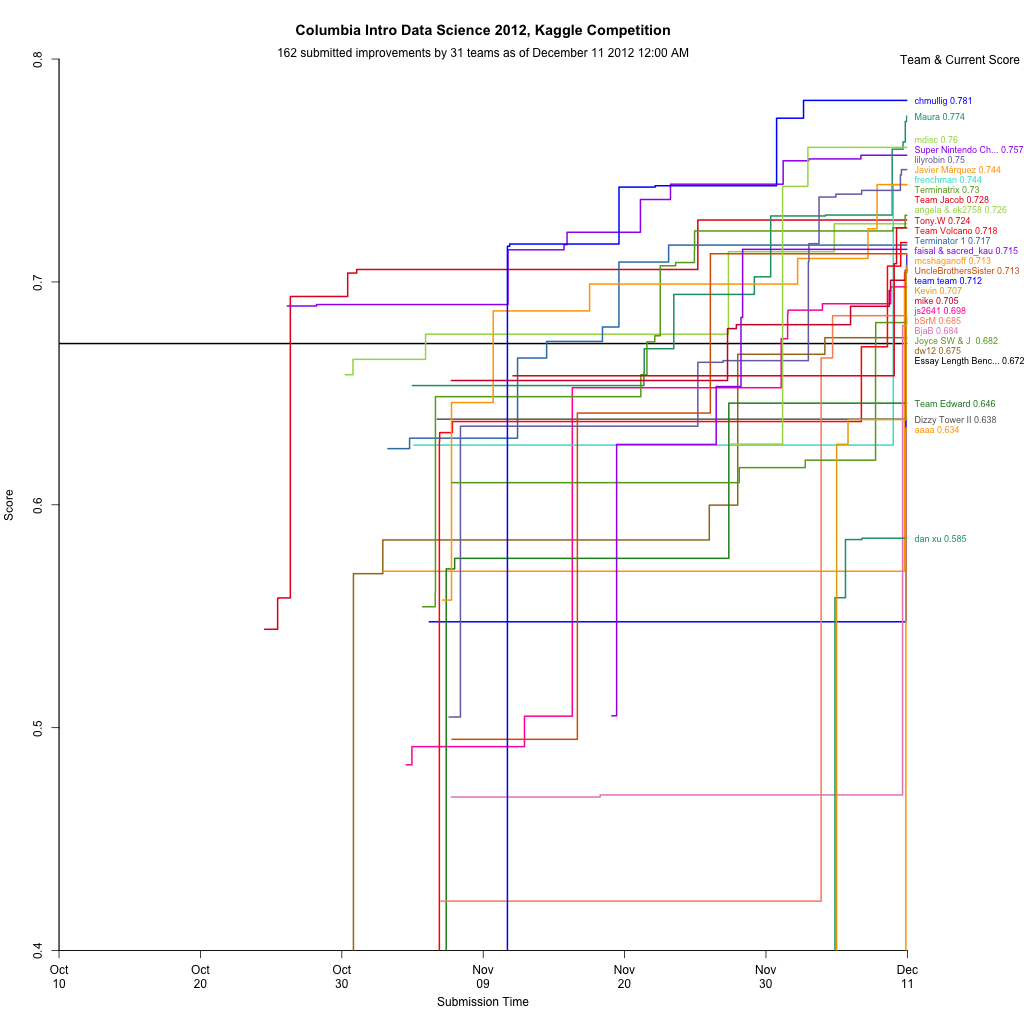 Columbia Intro Data Science 2012, Kaggle Competition
162 submitted improvements by 31 teams as of December 11 2012 12:00 AM
Team & Current Score
chmullig 0.781
Maura 0.774
mdisc 0.76
Super Nintendo Ch... 0.757
lilyrobin 0.75
Javier Márquez 0.744
frenchman 0.744
Terminatrix 0.73
Team Jacob 0.728
angela & ek2758 0.726
Tony.W 0.724
Team Volcano 0.718
Terminator 1 0.717
faisal & sacred_kau 0.715
mcshaganoff 0.713
UncleBrothersSister 0.713
team team 0.712
Kevin 0.707
mike 0.705
js2641 0.698
bSrM 0.685
BjaB 0.684
Joyce SW & J  0.682
dw12 0.675
Essay Length Benc... 0.672
Team Edward 0.646
Dizzy Tower II 0.638
aaaa 0.634
dan xu 0.585
Score
0.8
0.7
0.6
0.5
0.4
Oct 10
Oct 20
Oct 30
Nov 09
Nov 20
Nov 30
Dec 11
Submission Time